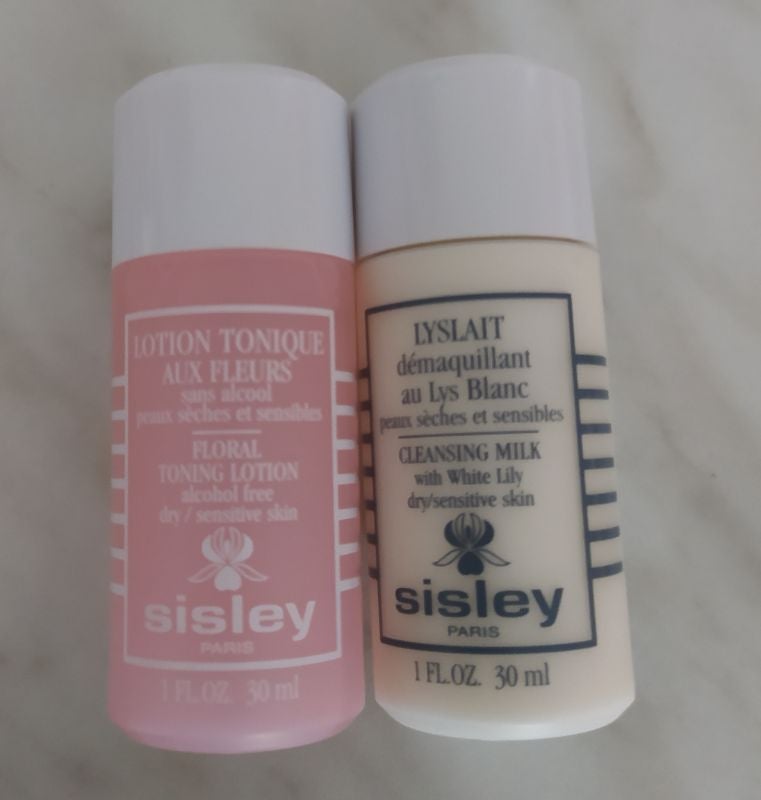 LOTION TONIQUE
AUX FLEURS
sans alcool
peaux sèches et sensibles
FLORAL
TONING LOTION
alcohol free
dry / sensitive skin
sisley
PARIS
1 FL.OZ. 30 ml
LYSLAIT
démaquillant
au Lys Blanc
peaux sèches et sensibles
CLEANSING MILK
with White Lily
dry/sensitive skin
sisley
PARIS
1 FL.OZ. 30 ml